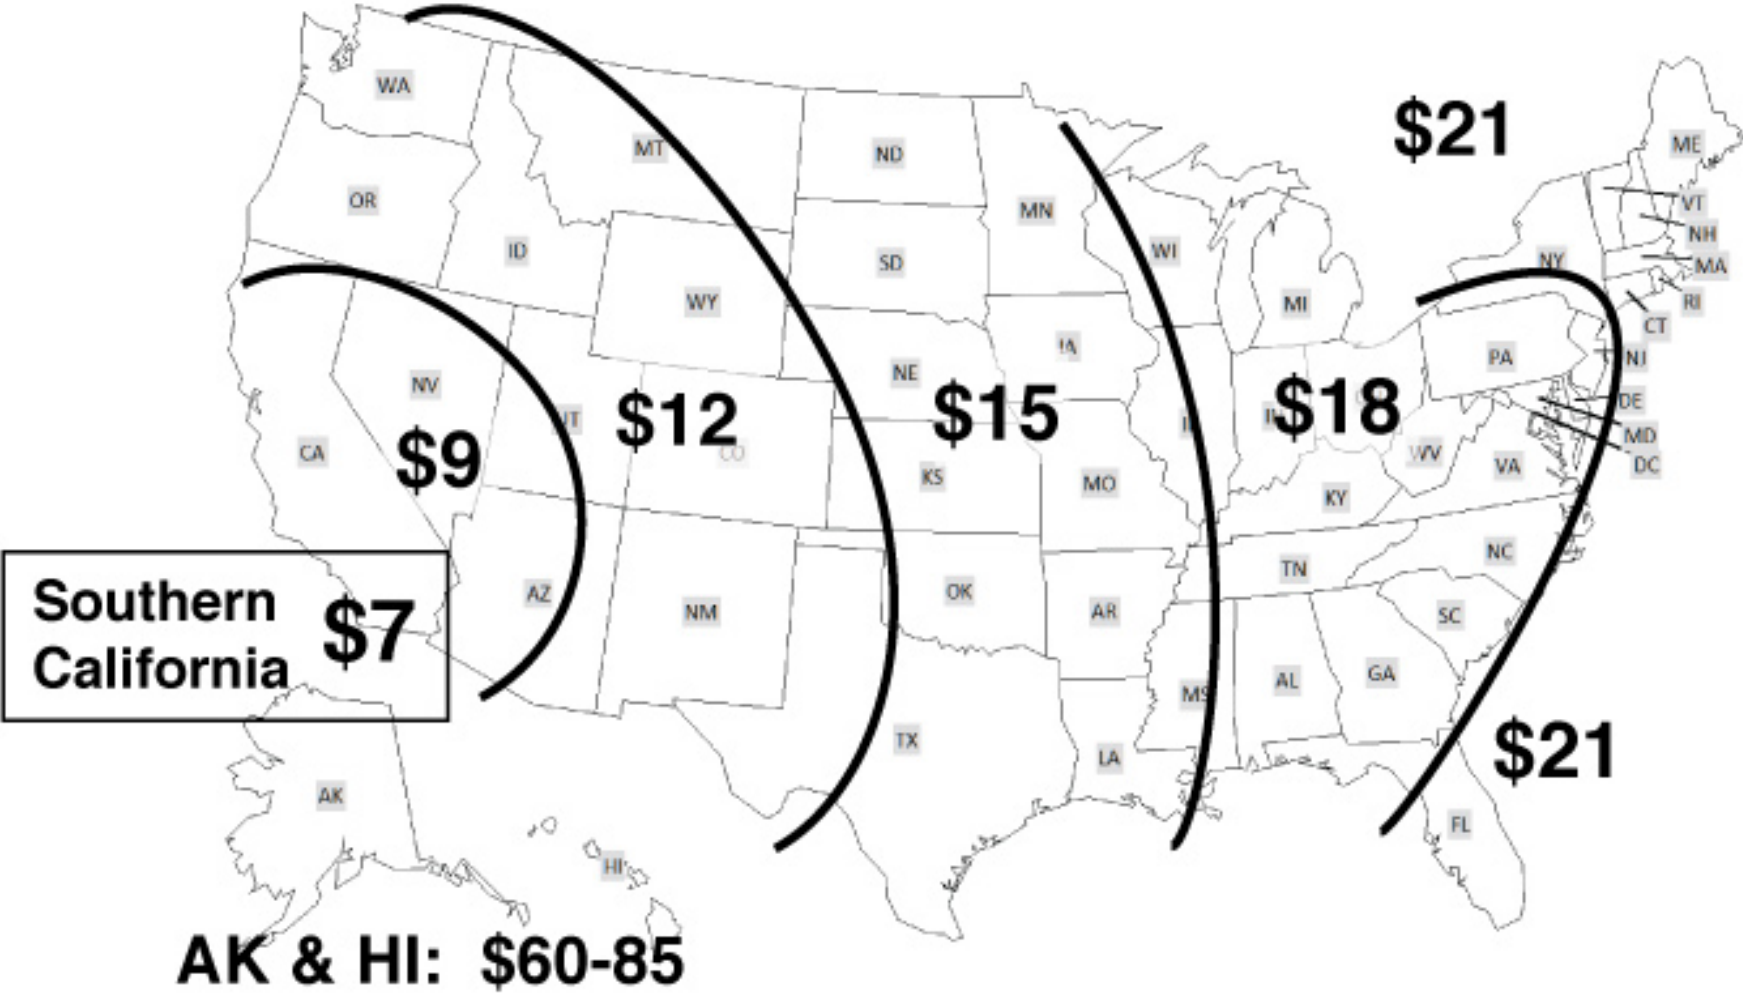 WA
MT
ND
$21
ME
OR
MN
VT
ID
SD
WI
NH
NY
MA
WY
MI
RI
CT
IA
PA
NJ
NV
NE
$12
$15
$18
DE
CA
$9
CO
KS
MO
WV
VA
MD
DC
KY
AZ
NM
OK
AR
TN
NC
Southern
California
$7
SC
AL
GA
MS
TX
LA
$21
AK
HI
FL
AK & HI: $60-85